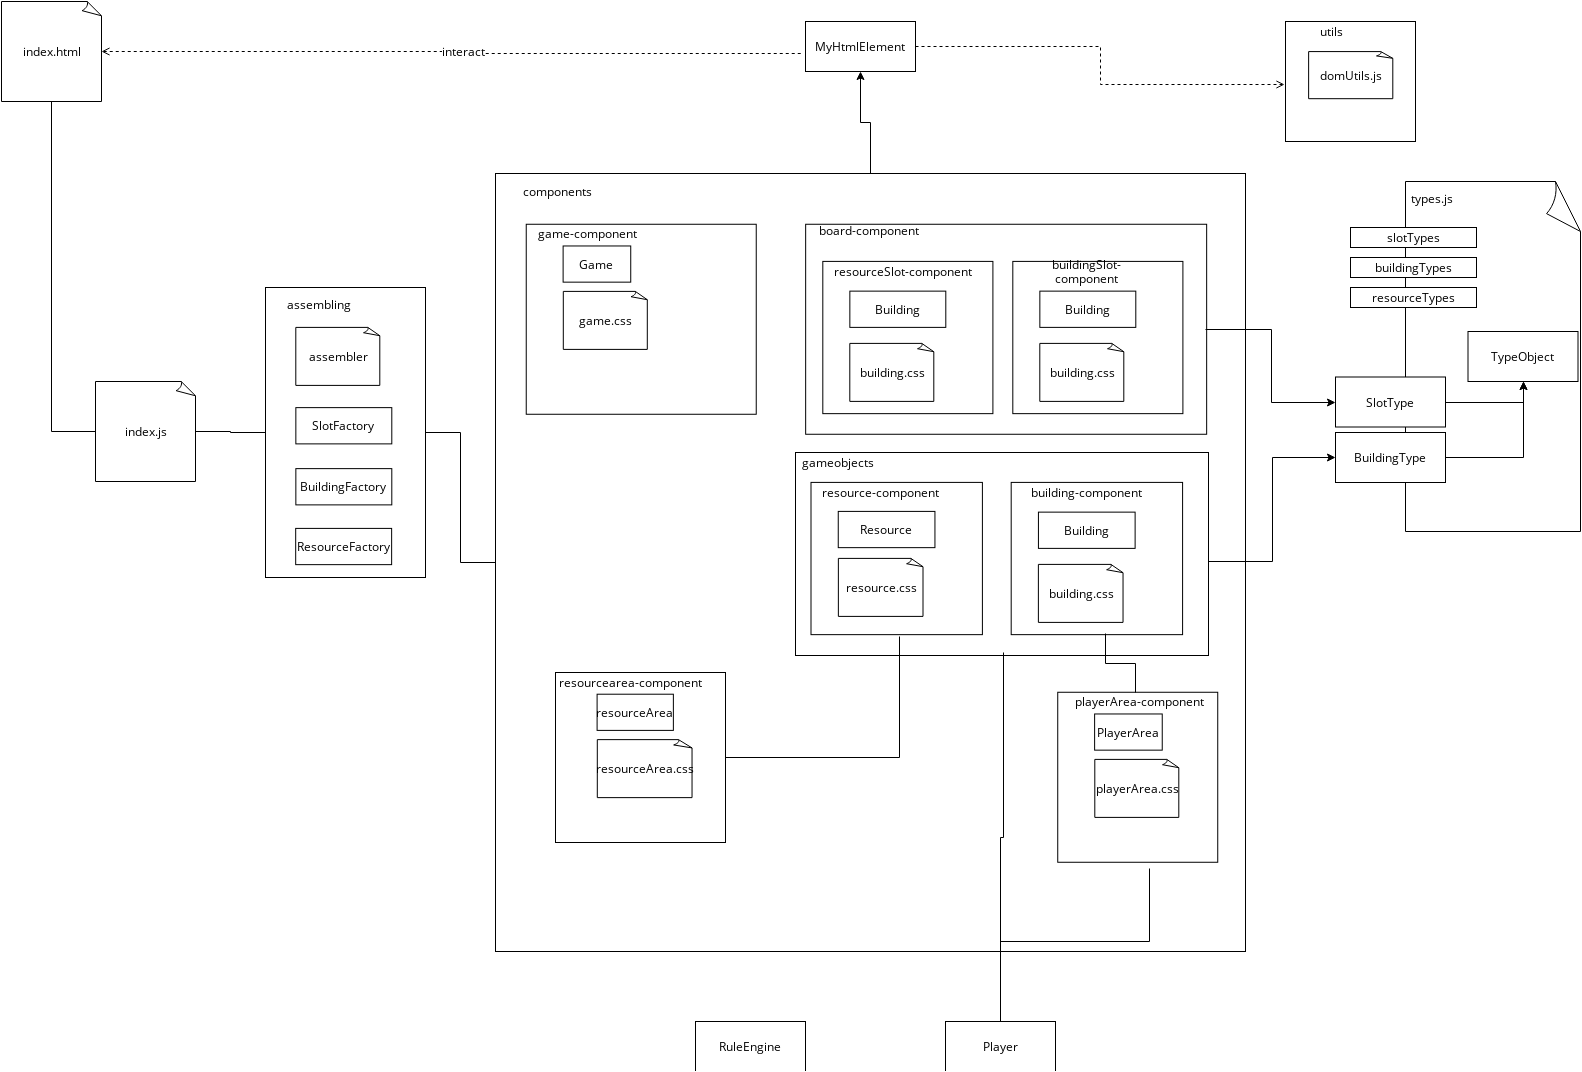 index.html
interact
MyHtmlElement
utils
domUtils.js
components
types.js
slotTypes
buildingTypes
resourceTypes
TypeObject
SlotType
BuildingType
game-component
Game
game.css
board-component
resourceSlot-component
Building
building.css
buildingSlot-
component
Building
building.css
assembling
assembler
SlotFactory
BuildingFactory
ResourceFactory
index.js
gameobjects
resource-component
Resource
resource.css
building-component
Building
building.css
resourcearea-component
resourceArea
resourceArea.css
playerArea-component
PlayerArea
playerArea.css
RuleEngine
Player